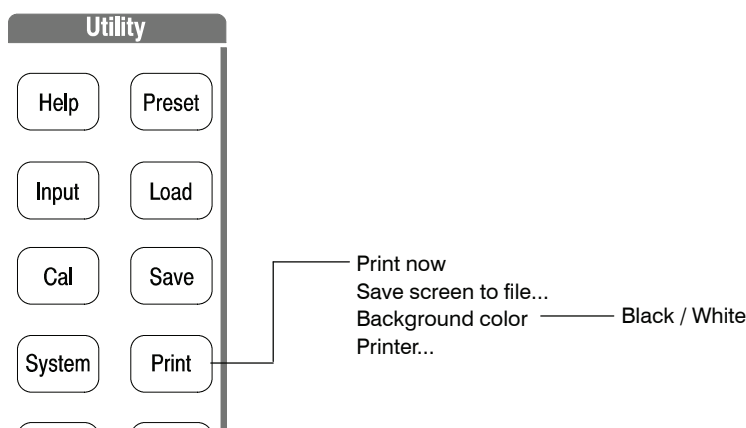 Utility
Help Preset
Input Load
Cal Save
System Print
Print now
Save screen to file...
Background color Black / White
Printer...